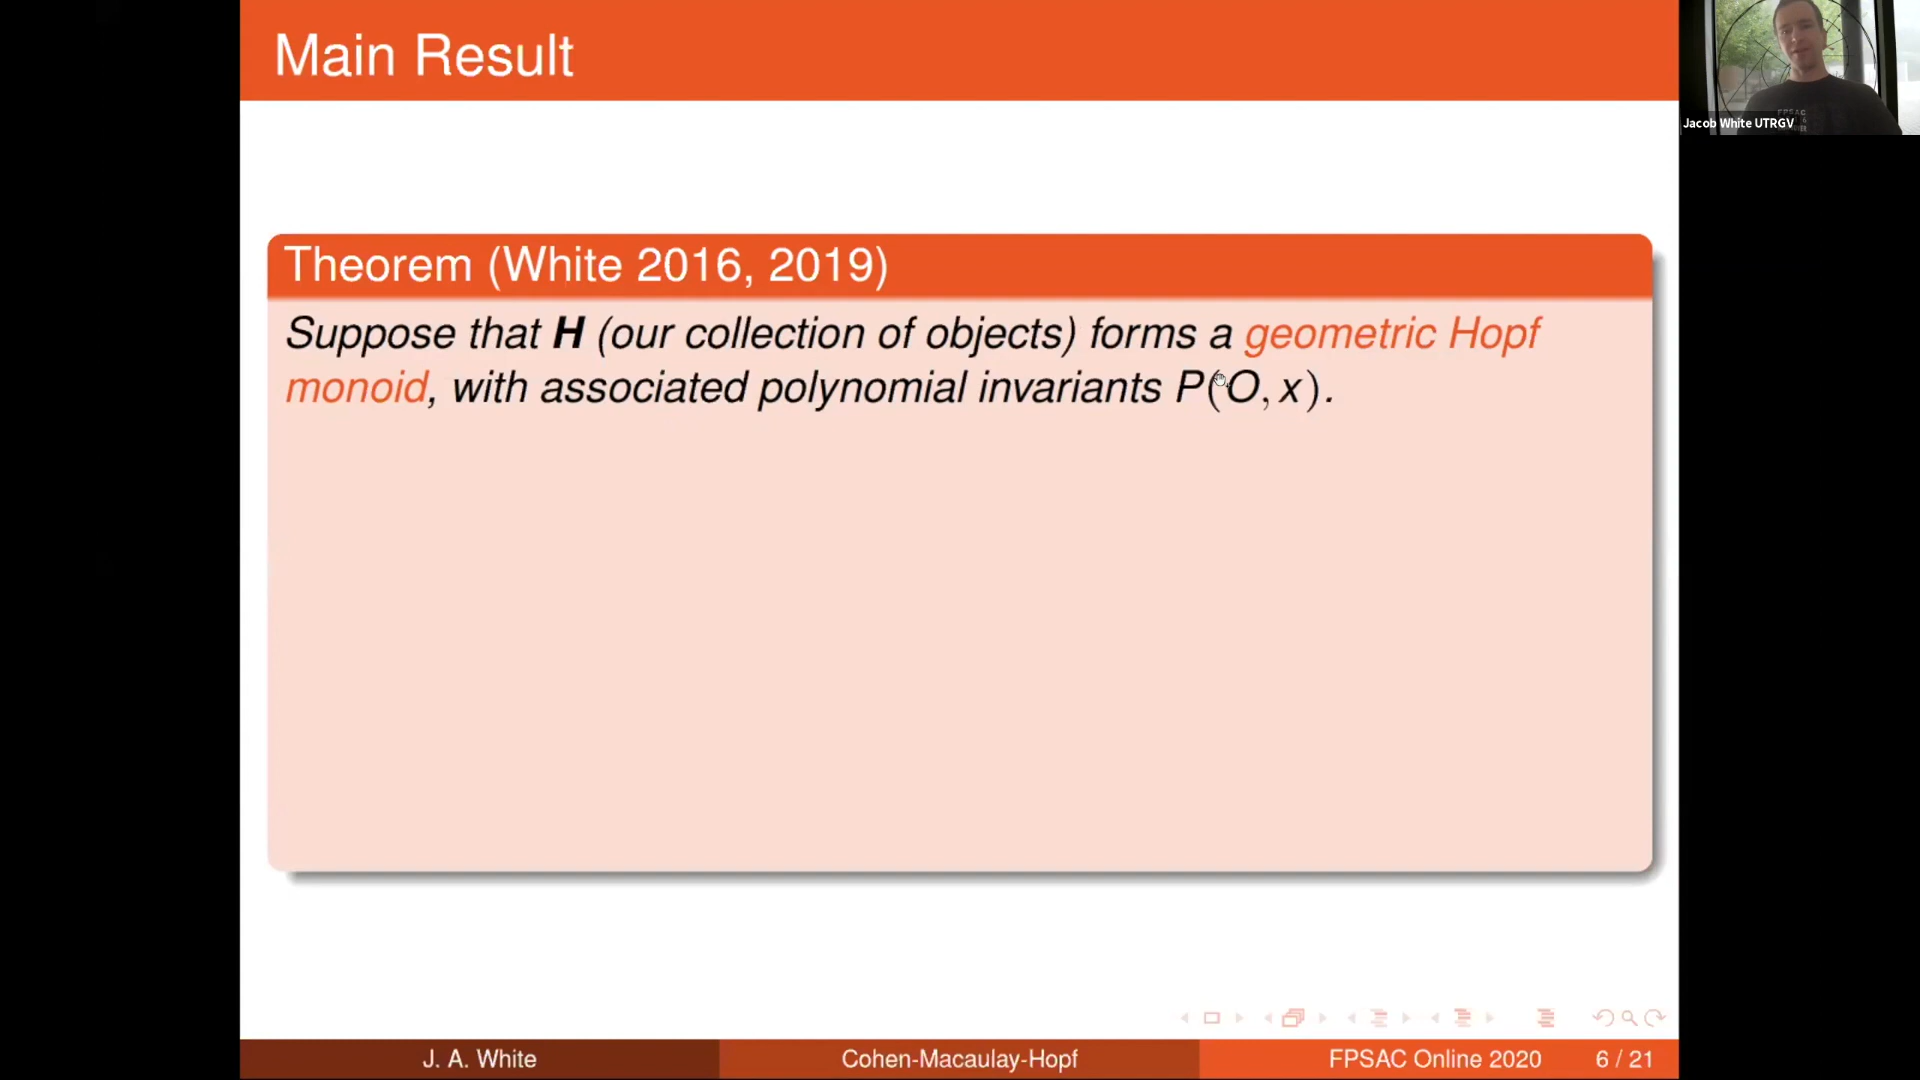 Main Result
Jacob White UTRGV
Theorem (White 2016, 2019)
Suppose that H (our collection of objects) forms a geometric Hopf
monoid, with associated polynomial invariants P(O, x).
J. A. White
Cohen-Macaulay-Hopf
FPSAC Online 2020
6 / 21